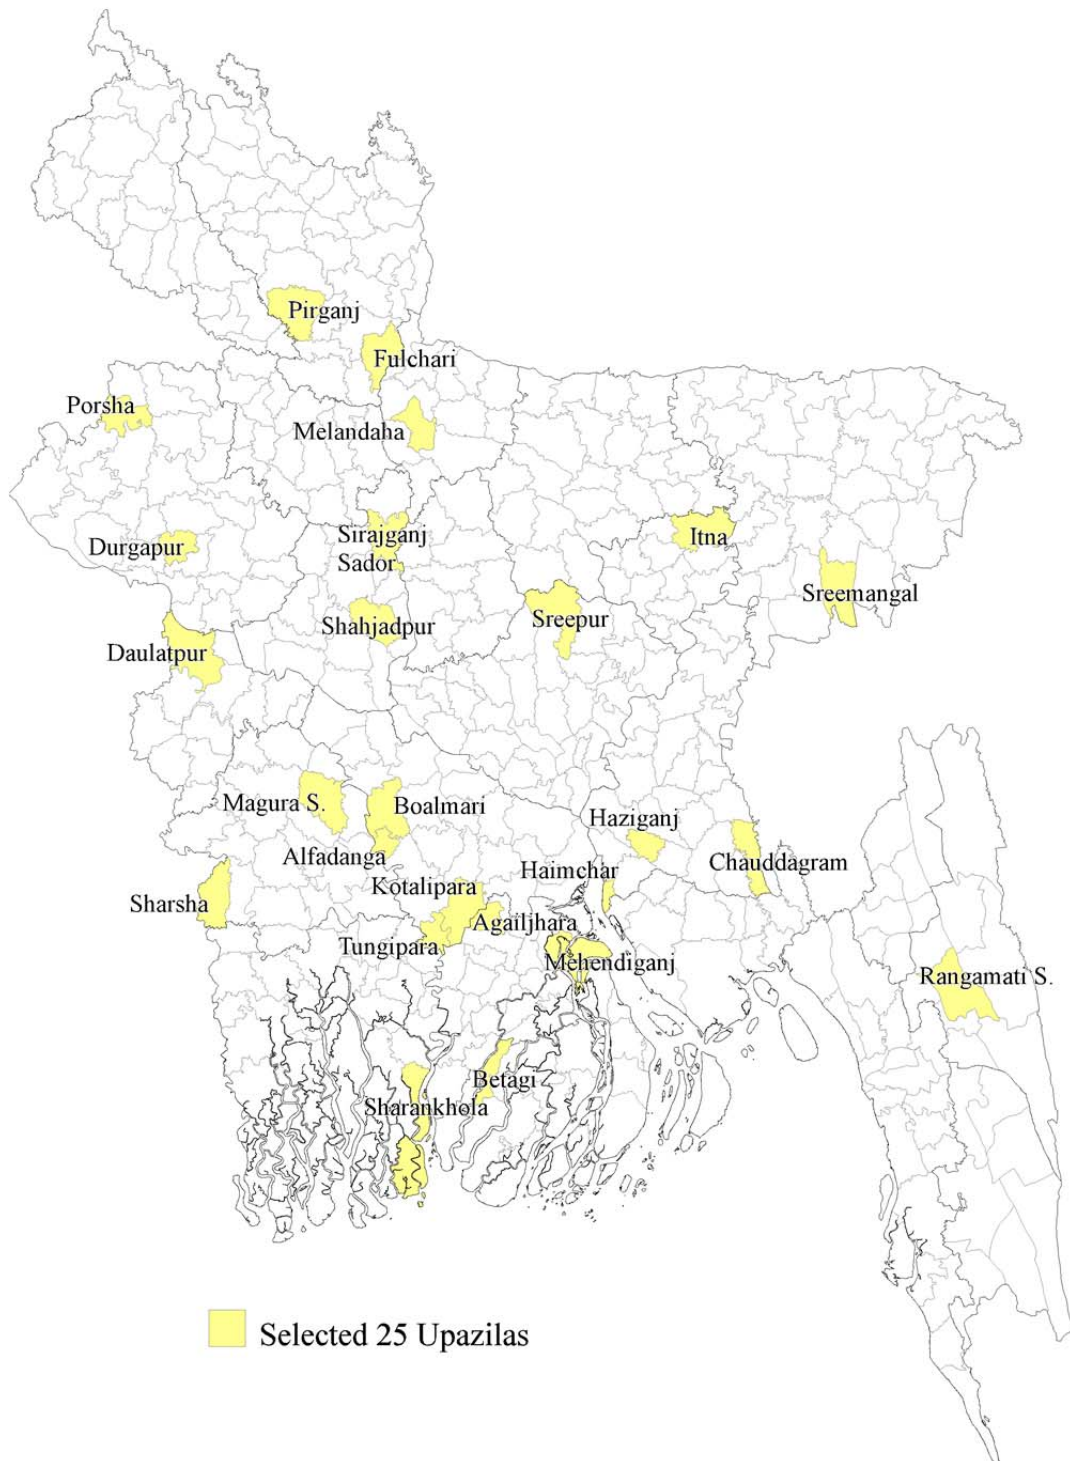 Pirganj
Fulchari
Porsha
Melandaha
Sirajganj
Sador
Itna
Durgapur
Sreemangal
Sreepur
Shahjadpur
Daulatpur
Magura S.
Boalmari
Haziganj
Alfadanga
Chauddagram
Haimchar
Kotalipara
Sharsha
Agailjhara
Tungipara
Mehendiganj
Rangamati S.
Betagi
Sharankhola
Selected 25 Upazilas